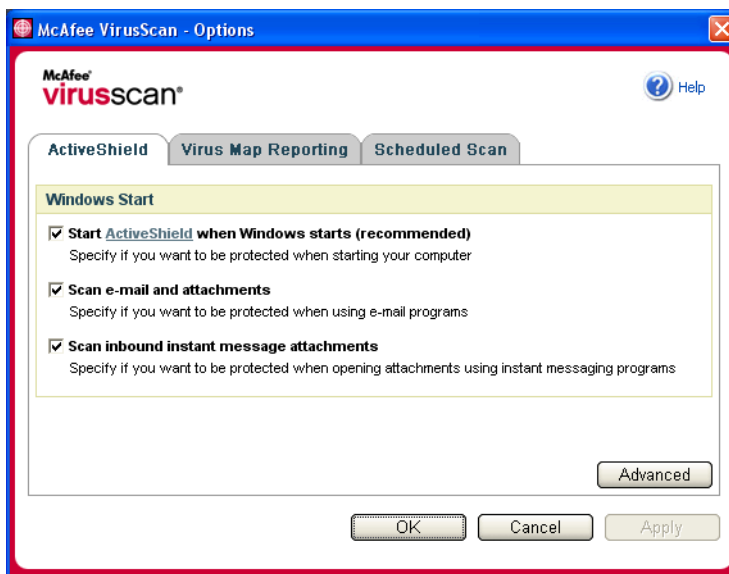 McAfee VirusScan - Options
McAfee®
virusscan®
? Help
ActiveShield Virus Map Reporting Scheduled Scan
Windows Start
Start ActiveShield when Windows starts (recommended)
Specify if you want to be protected when starting your computer
Scan e-mail and attachments
Specify if you want to be protected when using e-mail programs
Scan inbound instant message attachments
Specify if you want to be protected when opening attachments using instant messaging programs
Advanced
OK Cancel Apply